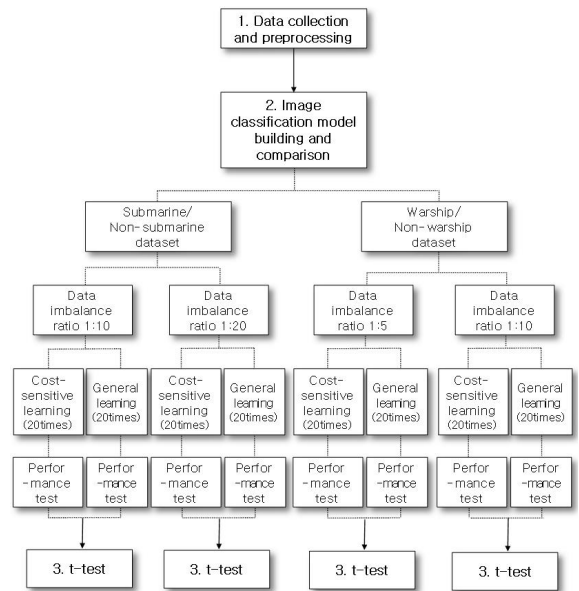 1. Data collection
and preprocessing
2. Image
classification model
building and
comparison
Submarine/
Non-submarine
dataset
Warship/
Non-warship
dataset
Data
imbalance
ratio 1:10
Data
imbalance
ratio 1:20
Data
imbalance
ratio 1:5
Data
imbalance
ratio 1:10
Cost-
sensitive
learning
(20times)
General
learning
(20times)
Cost-
sensitive
learning
(20times)
General
learning
(20times)
Cost-
sensitive
learning
(20times)
General
learning
(20times)
Cost-
sensitive
learning
(20times)
General
learning
(20times)
Perfor
-mance
test
Perfor
-mance
test
Perfor
-mance
test
Perfor
-mance
test
Perfor
-mance
test
Perfor
-mance
test
Perfor
-mance
test
Perfor
-mance
test
3. t-test
3. t-test
3. t-test
3. t-test